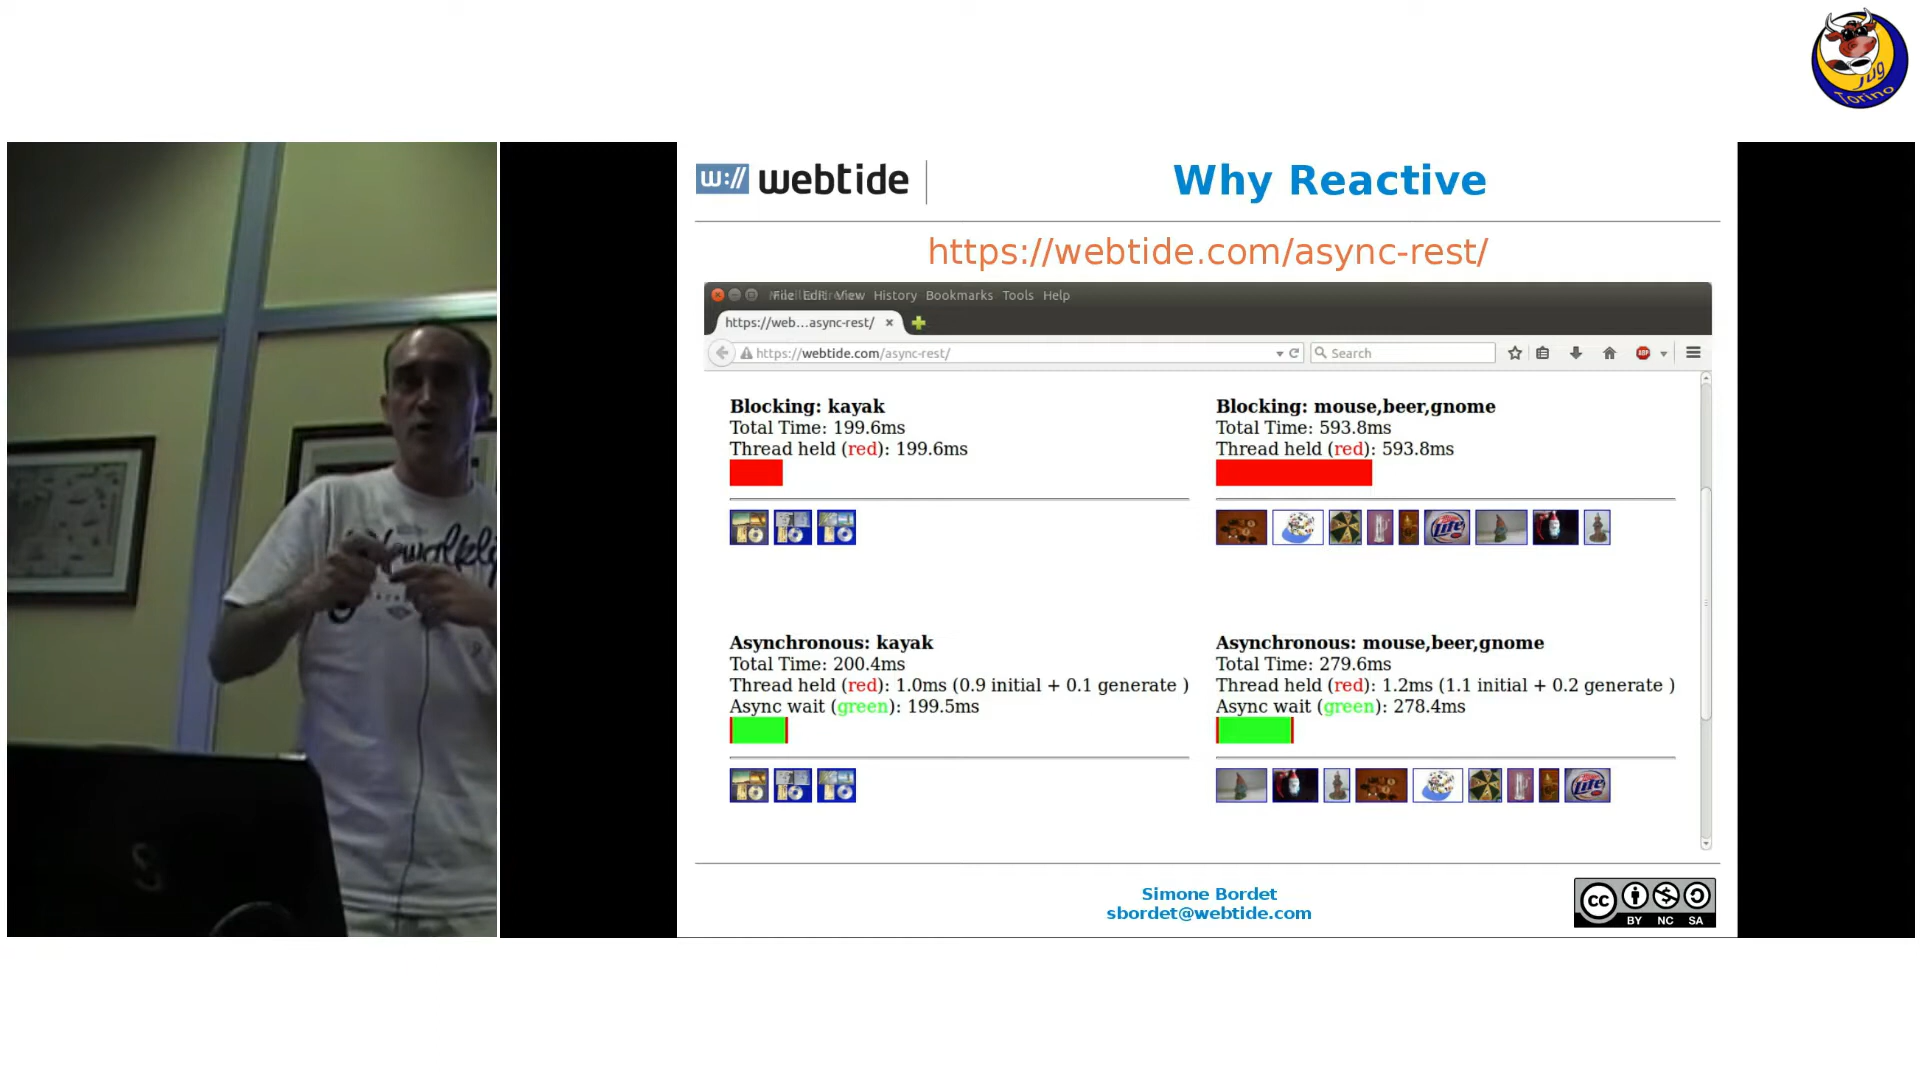 jug
Torino
w:// webtide
Why Reactive
https://webtide.com/async-rest/
File Edit View History Bookmarks Tools Help
https://web...async-rest/
https://webtide.com/async-rest/
Search
ABP
Blocking: kayak
Total Time: 199.6ms
Thread held (red): 199.6ms
Blocking: mouse,beer,gnome
Total Time: 593.8ms
Thread held (red): 593.8ms
Lite
Asynchronous: kayak
Total Time: 200.4ms
Thread held (red): 1.0ms (0.9 initial + 0.1 generate )
Async wait (green): 199.5ms
Asynchronous: mouse,beer,gnome
Total Time: 279.6ms
Thread held (red): 1.2ms (1.1 initial + 0.2 generate )
Async wait (green): 278.4ms
Lite
Simone Bordet
sbordet@webtide.com
cc
BY NC SA